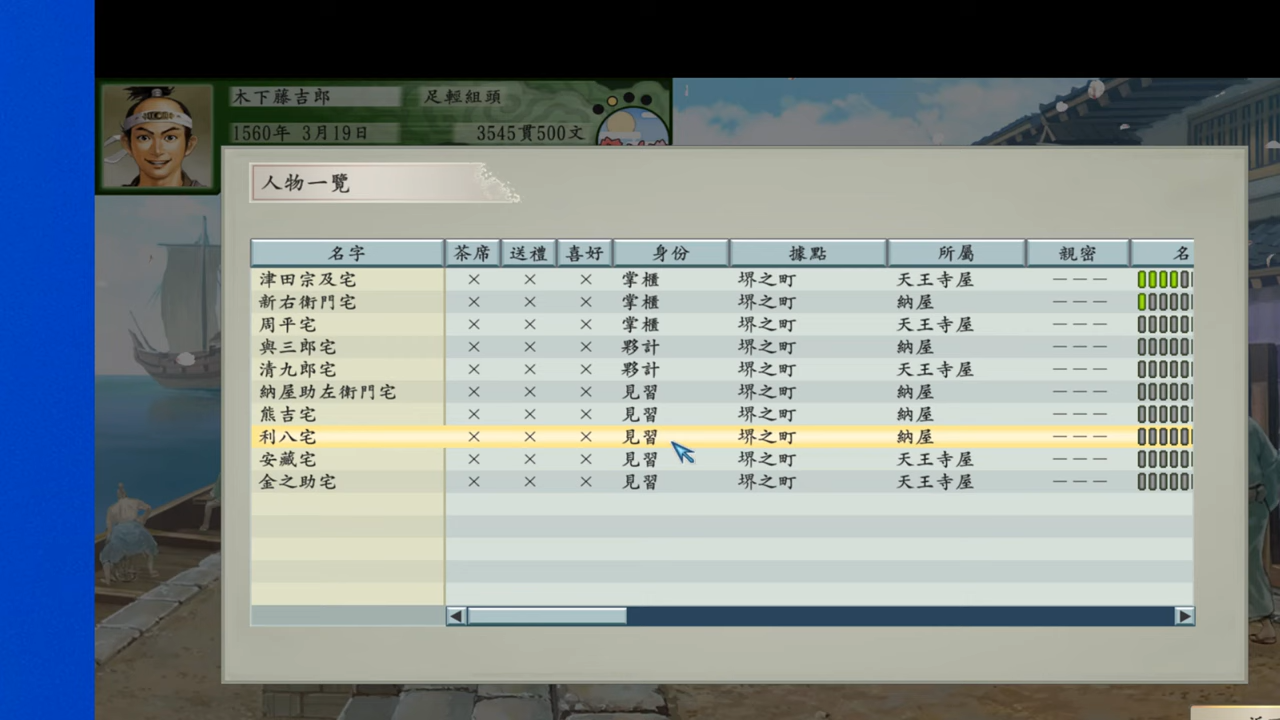 木下藤吉郎 足輕組頭
1560年 3月19日 3545貫500文
人物一覽
名字 茶席 送禮 喜好 身份 據點 所屬 親密 名
津田宗及宅 × × × 掌櫃 堺之町 天王寺屋 ———
新右衛門宅 × × × 掌櫃 堺之町 納屋 ———
周平宅 × × × 掌櫃 堺之町 天王寺屋 ———
與三郎宅 × × × 夥計 堺之町 納屋 ———
清九郎宅 × × × 夥計 堺之町 天王寺屋 ———
納屋助左衛門宅 × × × 見習 堺之町 納屋 ———
熊吉宅 × × × 見習 堺之町 納屋 ———
利八宅 × × × 見習 堺之町 納屋 ———
安藏宅 × × × 見習 堺之町 天王寺屋 ———
金之助宅 × × × 見習 堺之町 天王寺屋 ———